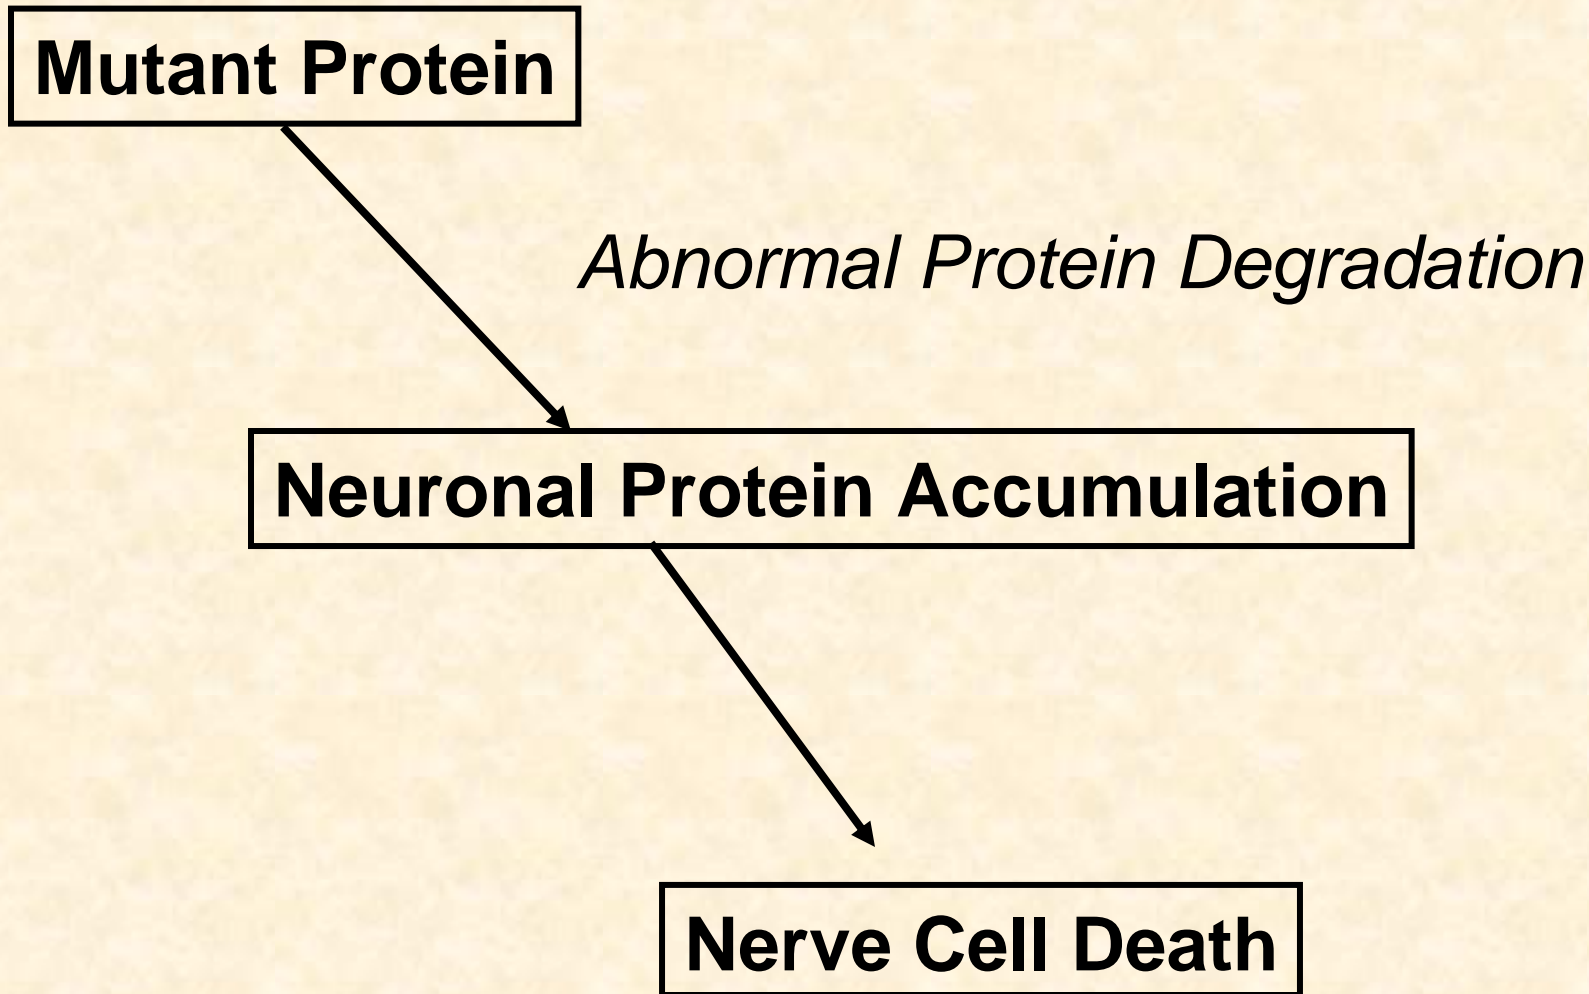 Mutant Protein
Abnormal Protein Degradation
Neuronal Protein Accumulation
Nerve Cell Death